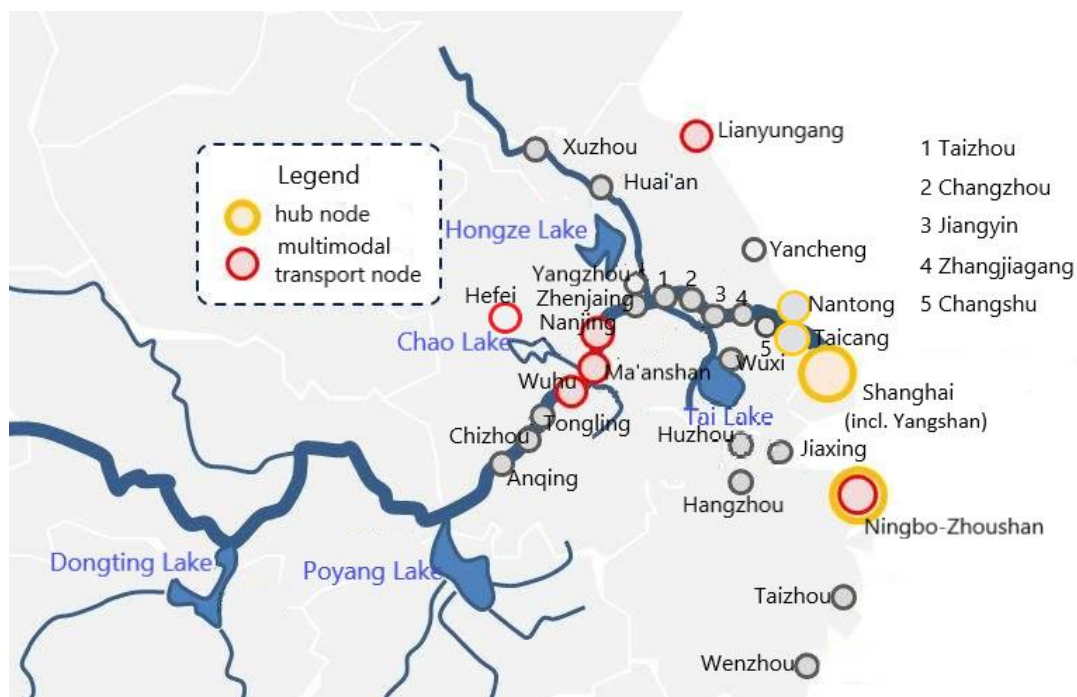 Xuzhou
Lianyungang
Huai'an
Legend
hub node
multimodal
transport node
1 Taizhou
2 Changzhou
3 Jiangyin
4 Zhangjiagang
5 Changshu
Hongze Lake
Yancheng
Yangzhou
1
2
3
4
5
Hefei
Zhenjaing
Nanjing
Nantong
Taicang
Chao Lake
Wuhu
Ma'anshan
Wuxi
Shanghai
(incl. Yangshan)
Tai Lake
Tongling
Chizhou
Huzhou
Jiaxing
Anqing
Hangzhou
Ningbo-Zhoushan
Dongting Lake
Poyang Lake
Taizhou
Wenzhou